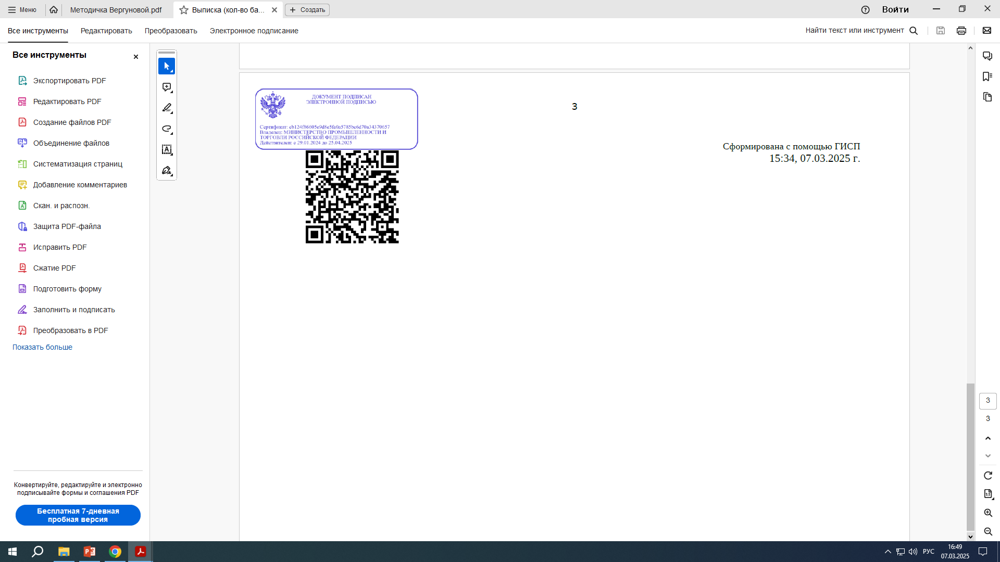 Меню
Методичка Вергуновой.pdf
Выписка (кол-во ба...
Создать
Войти
Все инструменты
Редактировать
Преобразовать
Электронное подписание
Найти текст или инструмент
Все инструменты
Экспортировать PDF
Редактировать PDF
Создание файлов PDF
Объединение файлов
Систематизация страниц
Добавление комментариев
Скан. и распозн.
Защита PDF-файла
Исправить PDF
Сжатие PDF
Подготовить форму
Заполнить и подписать
Преобразовать в PDF
Показать больше
Конвертируйте, редактируйте и электронно
подписывайте формы и соглашения PDF
Бесплатная 7-дневная
пробная версия
ДОКУМЕНТ ПОДПИСАН
ЭЛЕКТРОННОЙ ПОДПИСЬЮ
Сертификат: cb124f86605c9d8e5fa0a5785bc6d70a34370657
Владелец: МИНИСТЕРСТВО ПРОМЫШЛЕННОСТИ И
ТОРГОВЛИ РОССИЙСКОЙ ФЕДЕРАЦИИ
Действителен: с 29.01.2024 до 25.04.2025
3
Сформирована с помощью ГИСП
15:34, 07.03.2025 г.
3
3
РУС
16:49
07.03.2025